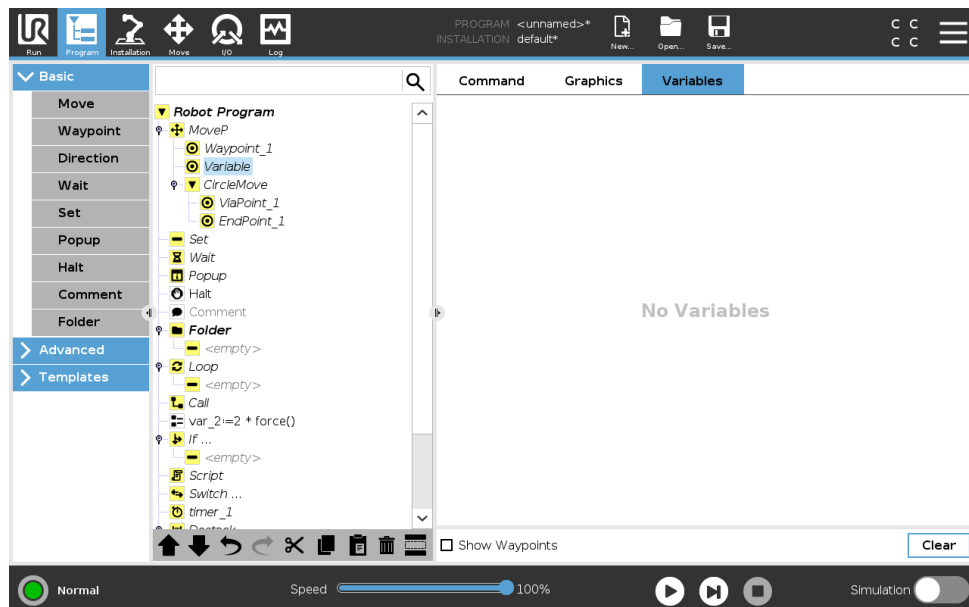 PROGRAM <unnamed>*
INSTALLATION default*
Run
Program
Installation
Move
I/O
Log
New...
Open...
Save...
C C
C C
Basic
Move
Waypoint
Direction
Wait
Set
Popup
Halt
Comment
Folder
Advanced
Templates
Robot Program
MoveP
Waypoint_1
Variable
CircleMove
ViaPoint_1
EndPoint_1
Set
Wait
Popup
Halt
Comment
Folder
<empty>
Loop
<empty>
Call
var_2:=2 * force()
If ...
<empty>
Script
Switch ...
timer_1
Command
Graphics
Variables
No Variables
Show Waypoints
Clear
Normal
Speed
100%
Simulation